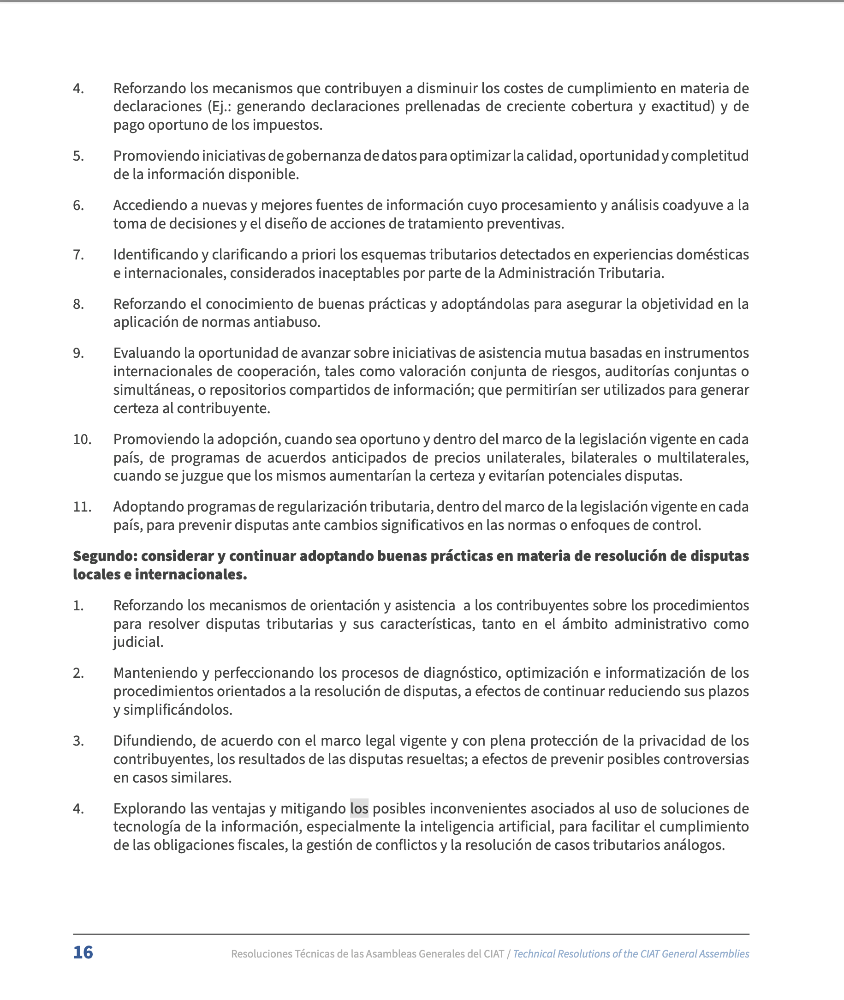 4. Reforzando los mecanismos que contribuyen a disminuir los costes de cumplimiento en materia de
declaraciones (Ej.: generando declaraciones prellenadas de creciente cobertura y exactitud) y de
pago oportuno de los impuestos.
5. Promoviendo iniciativas de gobernanza de datos para optimizar la calidad, oportunidad y completitud
de la información disponible.
6. Accediendo a nuevas y mejores fuentes de información cuyo procesamiento y análisis coadyuve a la
toma de decisiones y el diseño de acciones de tratamiento preventivas.
7. Identificando y clarificando a priori los esquemas tributarios detectados en experiencias domésticas
e internacionales, considerados inaceptables por parte de la Administración Tributaria.
8. Reforzando el conocimiento de buenas prácticas y adoptándolas para asegurar la objetividad en la
aplicación de normas antiabuso.
9. Evaluando la oportunidad de avanzar sobre iniciativas de asistencia mutua basadas en instrumentos
internacionales de cooperación, tales como valoración conjunta de riesgos, auditorías conjuntas o
simultáneas, o repositorios compartidos de información; que permitirían ser utilizados para generar
certeza al contribuyente.
10. Promoviendo la adopción, cuando sea oportuno y dentro del marco de la legislación vigente en cada
país, de programas de acuerdos anticipados de precios unilaterales, bilaterales o multilaterales,
cuando se juzgue que los mismos aumentarían la certeza y evitarían potenciales disputas.
11. Adoptando programas de regularización tributaria, dentro del marco de la legislación vigente en cada
país, para prevenir disputas ante cambios significativos en las normas o enfoques de control.
Segundo: considerar y continuar adoptando buenas prácticas en materia de resolución de disputas
locales e internacionales.
1. Reforzando los mecanismos de orientación y asistencia a los contribuyentes sobre los procedimientos
para resolver disputas tributarias y sus características, tanto en el ámbito administrativo como
judicial.
2. Manteniendo y perfeccionando los procesos de diagnóstico, optimización e informatización de los
procedimientos orientados a la resolución de disputas, a efectos de continuar reduciendo sus plazos
y simplificándolos.
3. Difundiendo, de acuerdo con el marco legal vigente y con plena protección de la privacidad de los
contribuyentes, los resultados de las disputas resueltas; a efectos de prevenir posibles controversias
en casos similares.
4. Explorando las ventajas y mitigando los posibles inconvenientes asociados al uso de soluciones de
tecnología de la información, especialmente la inteligencia artificial, para facilitar el cumplimiento
de las obligaciones fiscales, la gestión de conflictos y la resolución de casos tributarios análogos.
16 Resoluciones Técnicas de las Asambleas Generales del CIAT / Technical Resolutions of the CIAT General Assemblies